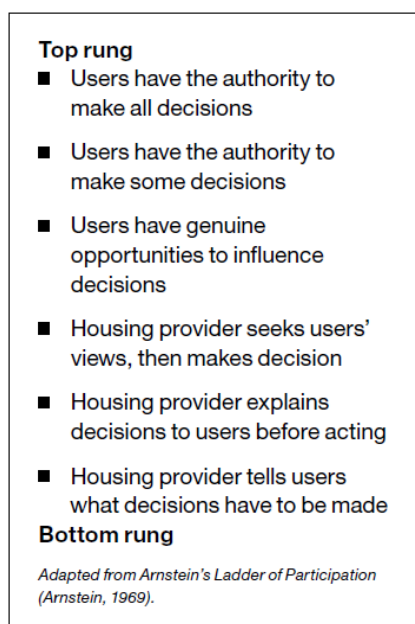 Top rung
■ Users have the authority to
make all decisions
■ Users have the authority to
make some decisions
■ Users have genuine
opportunities to influence
decisions
■ Housing provider seeks users’
views, then makes decision
■ Housing provider explains
decisions to users before acting
■ Housing provider tells users
what decisions have to be made
Bottom rung
Adapted from Arnstein’s Ladder of Participation
(Arnstein, 1969).